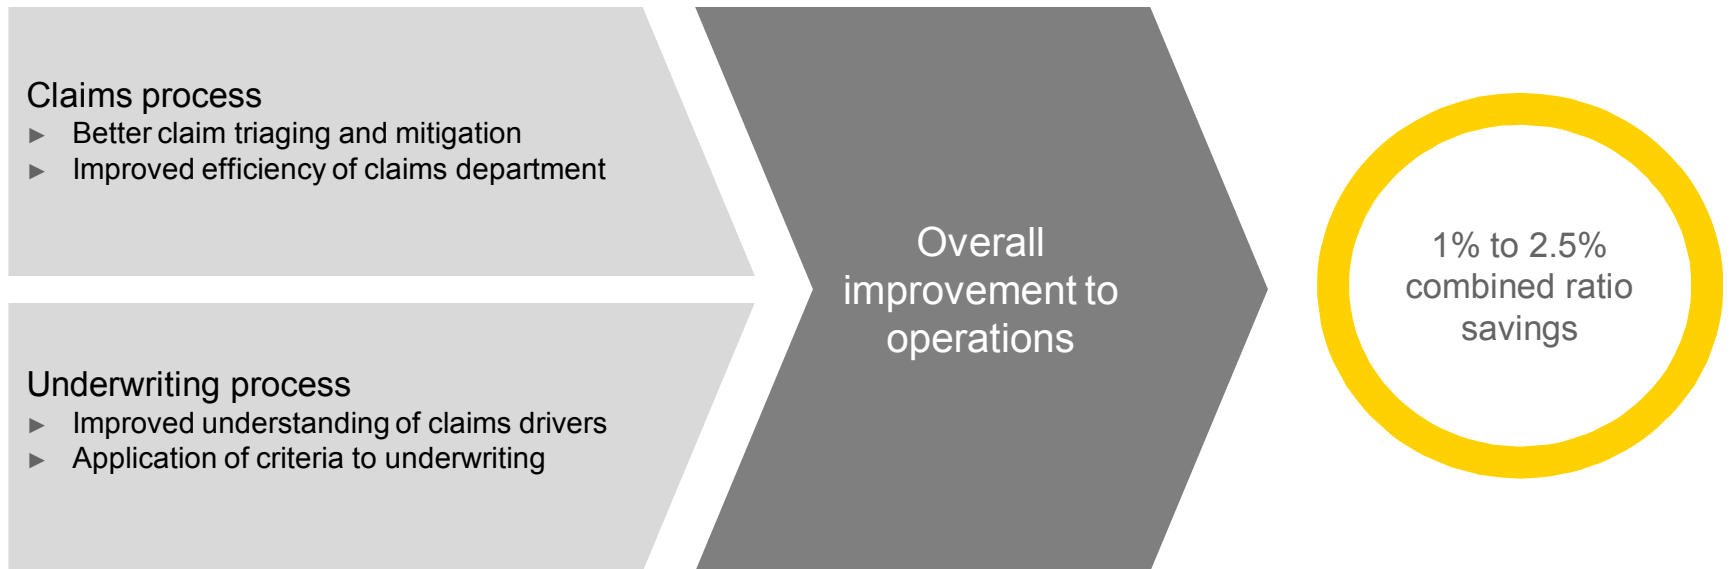 Claims process
► Better claim triaging and mitigation
► Improved efficiency of claims department
Underwriting process
► Improved understanding of claims drivers
► Application of criteria to underwriting
Overall
improvement to
operations
1% to 2.5%
combined ratio
savings